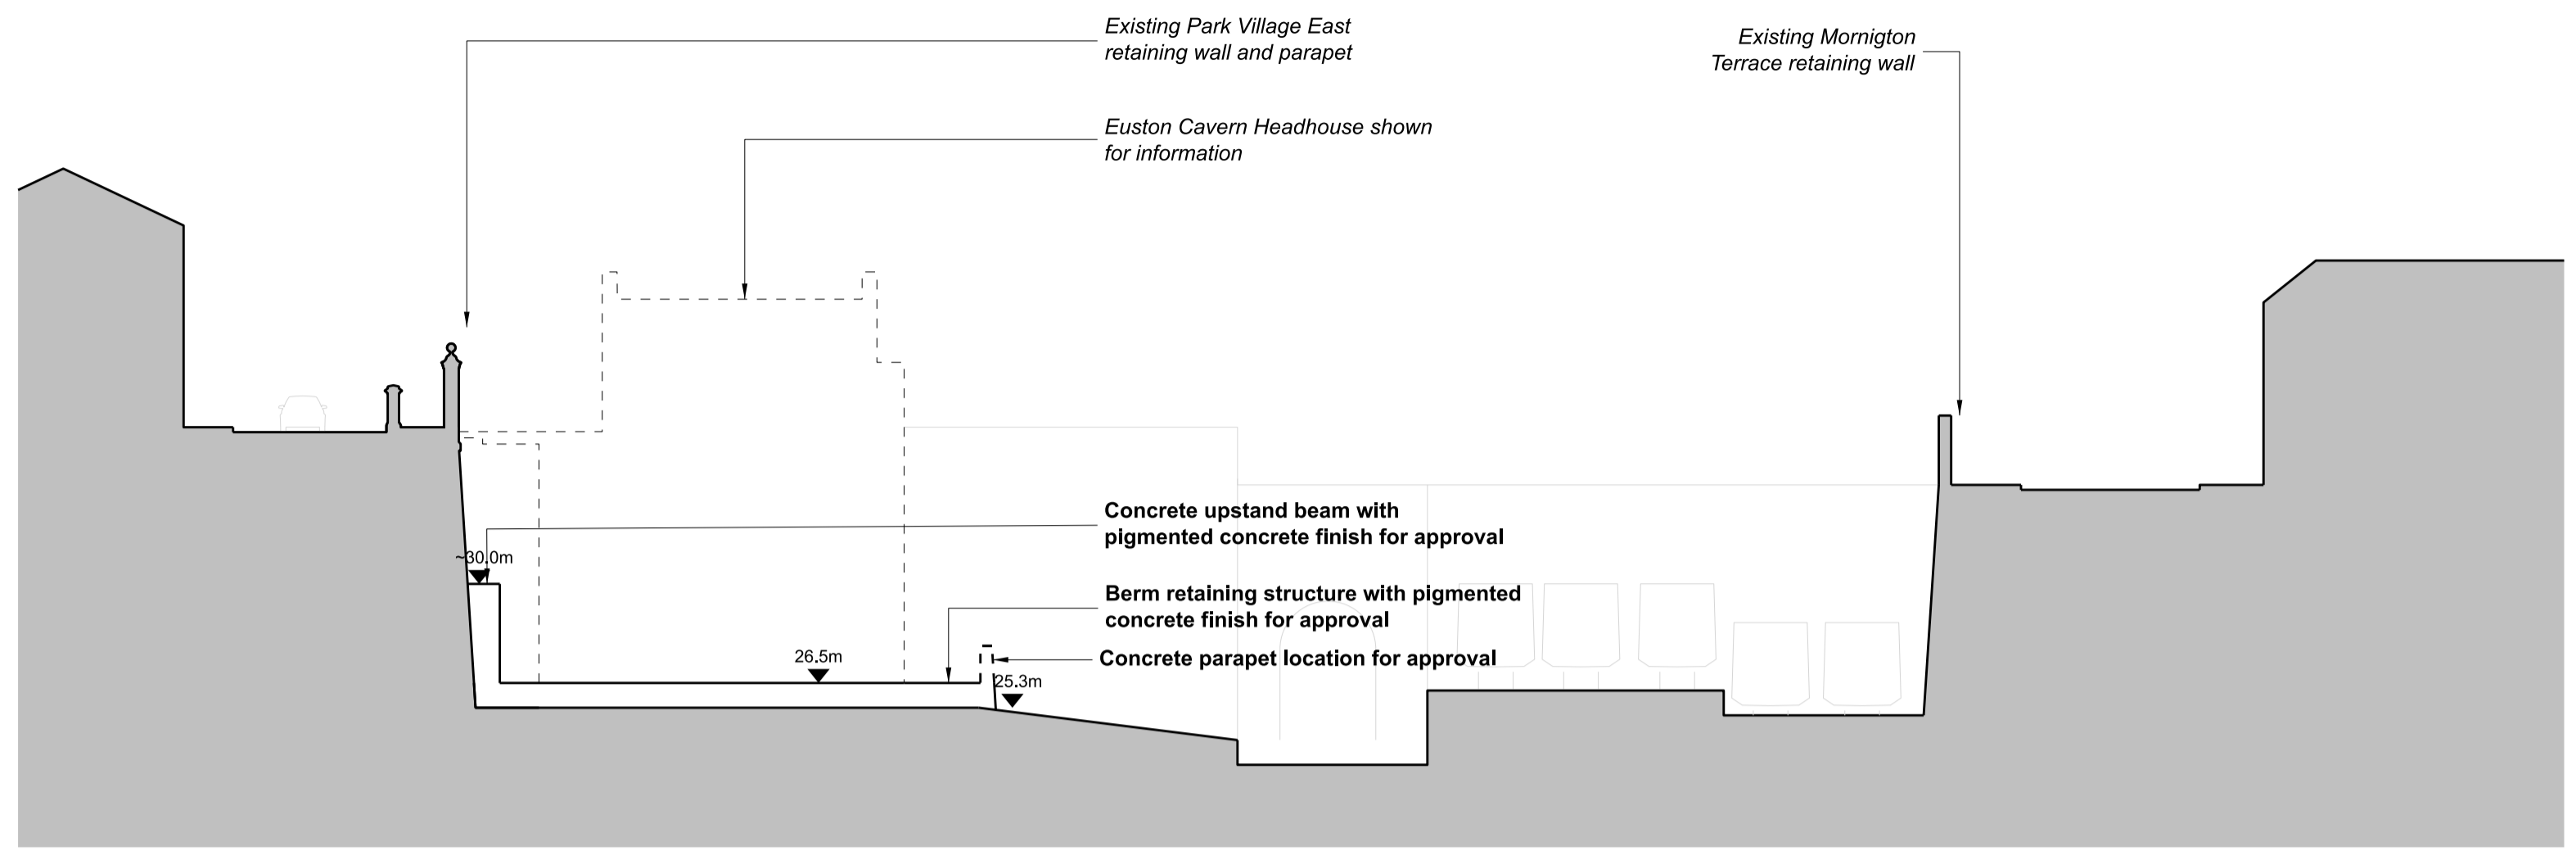 Existing Park Village East
retaining wall and parapet
Existing Mornigton
Terrace retaining wall
Euston Cavern Headhouse shown
for information
Concrete upstand beam with
pigmented concrete finish for approval
~30.0m
Berm retaining structure with pigmented
concrete finish for approval
26.5m
Concrete parapet location for approval
25.3m